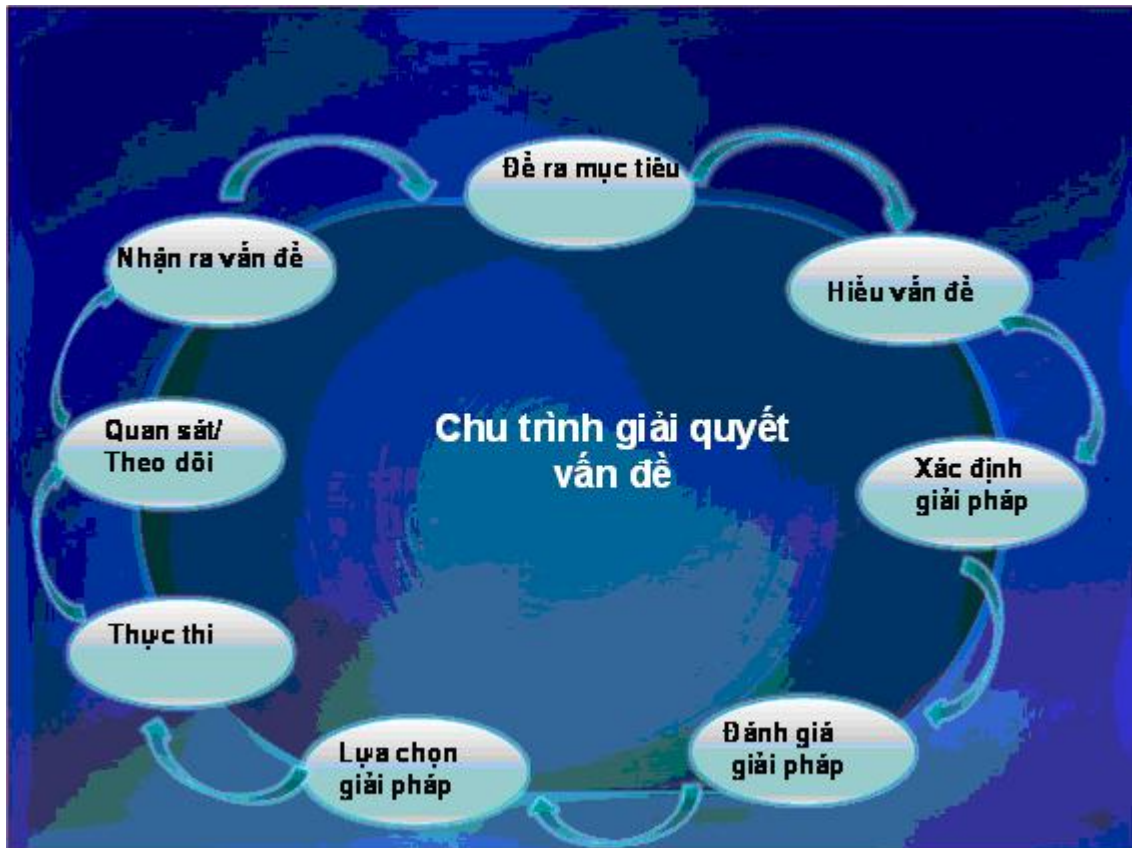 Đề ra mục tiêu
Nhận ra vấn đề
Hiểu vấn đề
Chu trình giải quyết
vấn đề
Quan sát/
Theo dõi
Xác định
giải pháp
Thực thi
Đánh giá
giải pháp
Lựa chọn
giải pháp